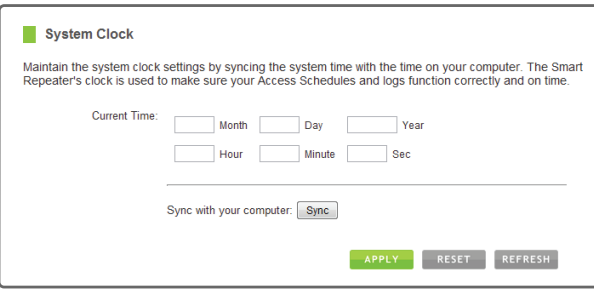 System Clock
Maintain the system clock settings by syncing the system time with the time on your computer. The Smart
Repeater's clock is used to make sure your Access Schedules and logs function correctly and on time.
Current Time: Month Day Year
Hour Minute Sec
Sync with your computer: Sync
APPLY RESET REFRESH